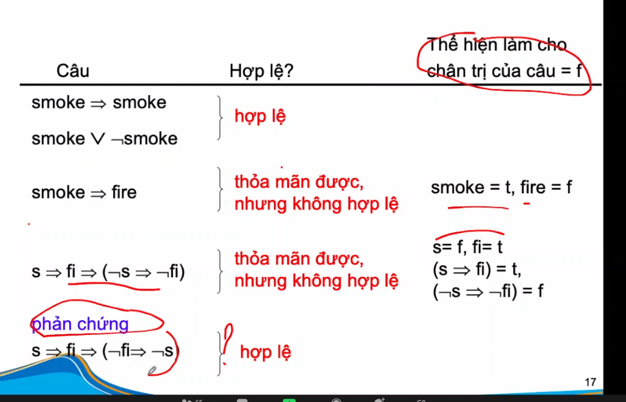 Thể hiện làm cho
Câu Hợp lệ? chân trị của câu = f
smoke ⇒ smoke
smoke ∨ ¬smoke
hợp lệ
smoke ⇒ fire
thỏa mãn được,
nhưng không hợp lệ
smoke = t, fire = f
s ⇒ fi ⇒ (¬s ⇒ ¬fi)
thỏa mãn được,
nhưng không hợp lệ
s= f, fi= t
(s ⇒ fi) = t,
(¬s ⇒ ¬fi) = f
phản chứng
s ⇒ fi ⇒ (¬fi⇒ ¬s)
? hợp lệ
17